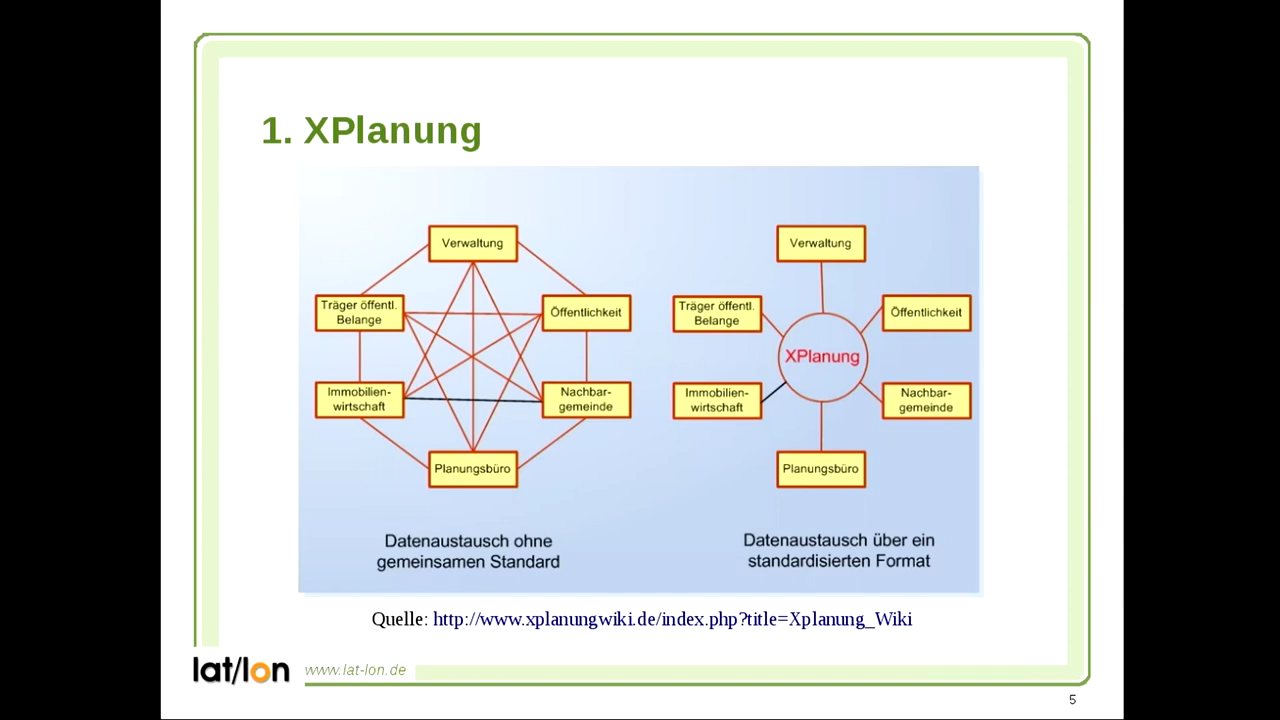 1. XPlanung
Verwaltung
Träger öffentl.
Belange
Öffentlichkeit
Immobilien-
wirtschaft
Nachbar-
gemeinde
Planungsbüro
Datenaustausch ohne
gemeinsamen Standard
Verwaltung
Träger öffentl.
Belange
Öffentlichkeit
XPlanung
Immobilien-
wirtschaft
Nachbar-
gemeinde
Planungsbüro
Datenaustausch über ein
standardisierten Format
Quelle: http://www.xplanungwiki.de/index.php?title=Xplanung_Wiki
lat/lon www.lat-lon.de
5